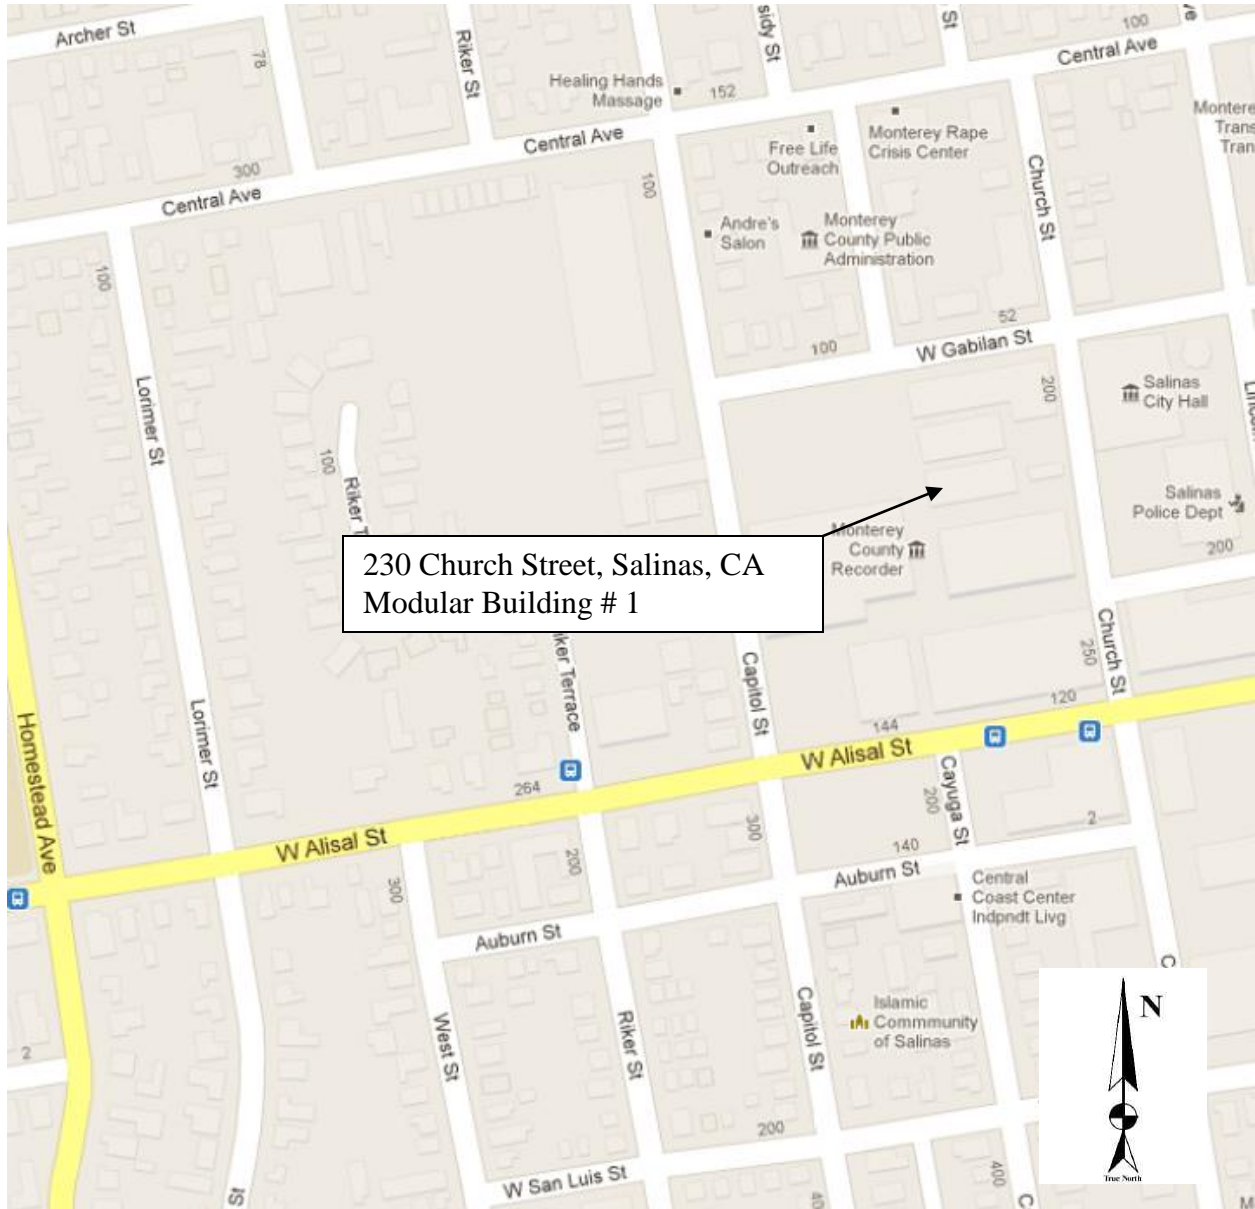 Archer St
78
Riker St
sidy St
St
100
Central Ave
Healing Hands
Massage
152
Central Ave
Free Life
Outreach
Monterey Rape
Crisis Center
Montere
Trans
Tran
300
Central Ave
100
Church St
Andre's
Salon
Monterey
County Public
Administration
100
52
100
W Gabilan St
Lorimer St
200
Salinas
City Hall
100
Riker T
Salinas
Police Dept
200
Monterey
County
Recorder
230 Church Street, Salinas, CA
Modular Building # 1
iker Terrace
Capitol St
Church St
250
120
144
W Alisal St
Homestead Ave
Lorimer St
264
Cayuga St
200
W Alisal St
300
2
140
Auburn St
200
300
Central
Coast Center
Indpndt Livg
Auburn St
C
N
Islamic
Commmunity
of Salinas
Capitol St
West St
Riker St
2
200
True North
W San Luis St
St
400
40
C
M